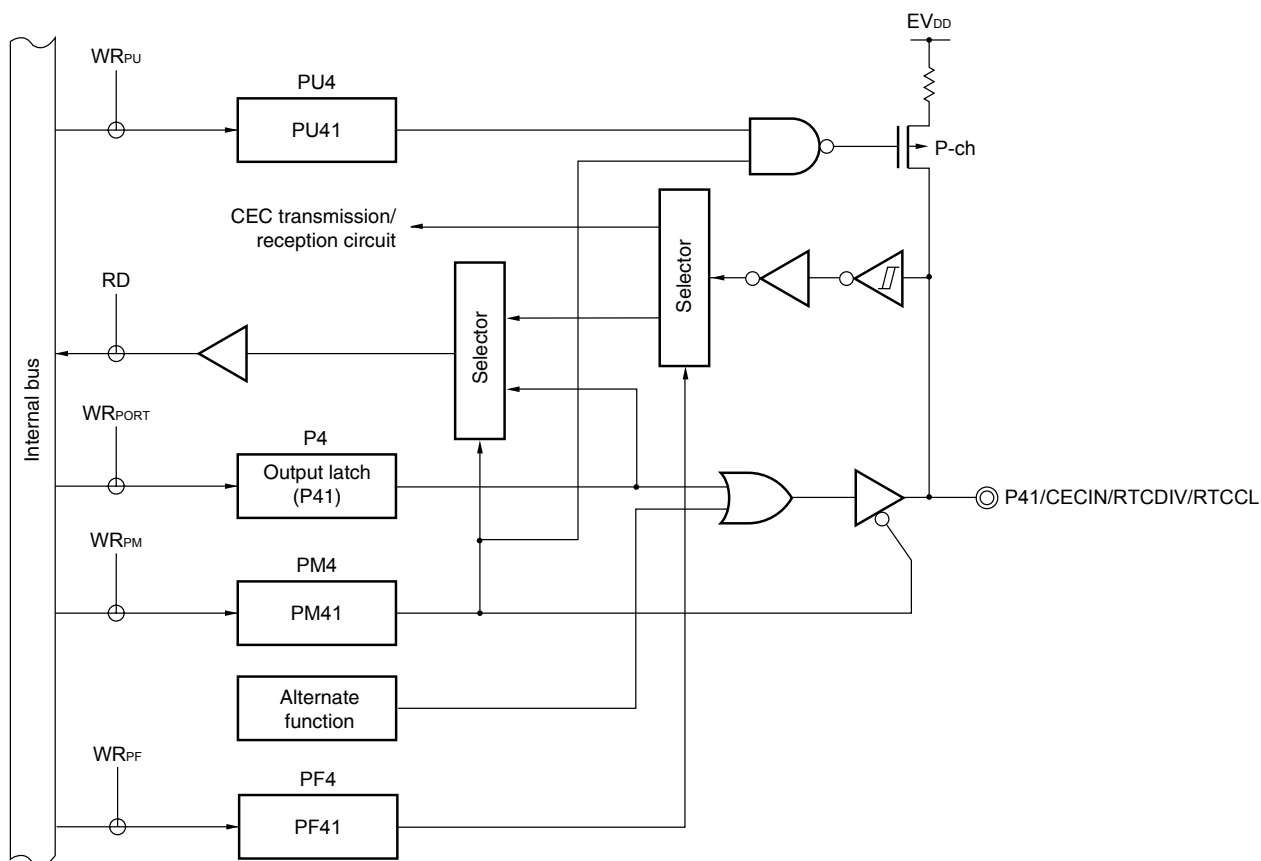 EVDD
WRPU
PU4
PU41
P-ch
CEC transmission/
reception circuit
Selector
RD
Selector
Internal bus
WRPORT
P4
Output latch
(P41)
P41/CECIN/RTCDIV/RTCCL
WRPM
PM4
PM41
Alternate
function
WRPF
PF4
PF41